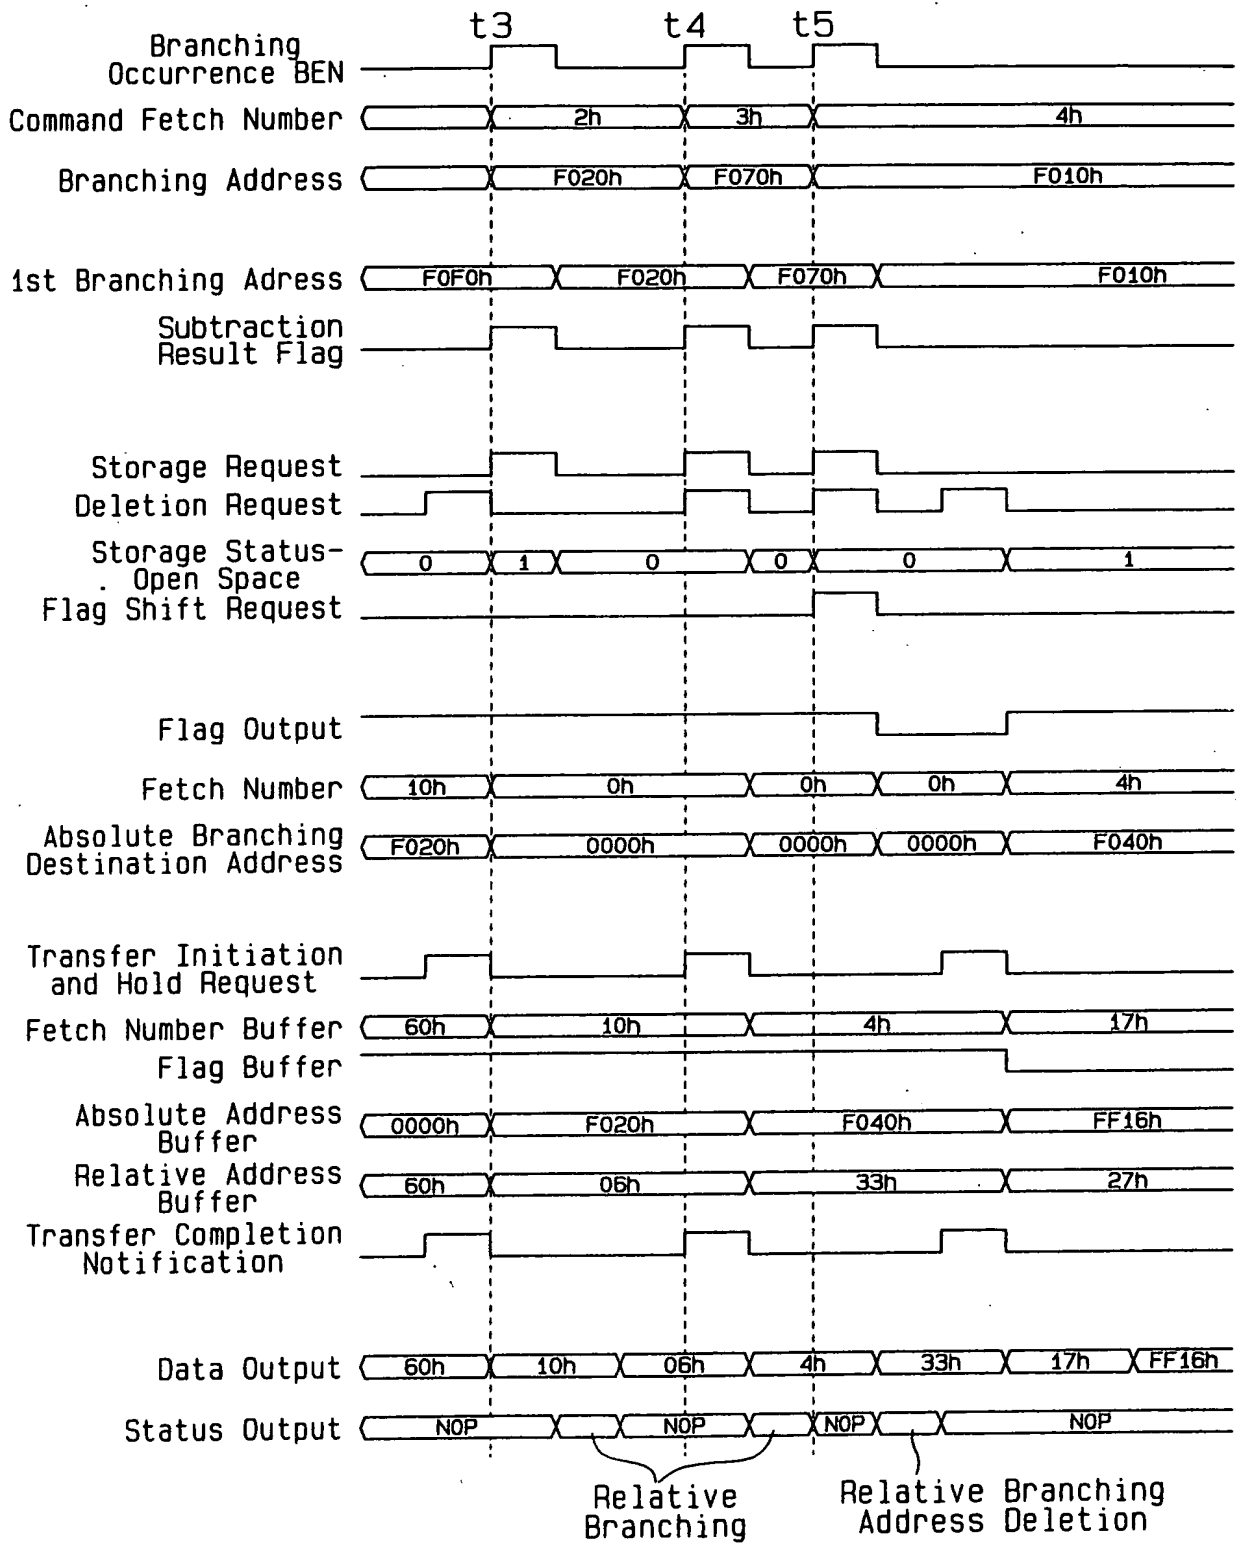 t3 t4 t5
Branching
Occurrence BEN
Command Fetch Number 2h 3h 4h
Branching Address F020h F070h F010h
1st Branching Adress F0F0h F020h F070h F010h
Subtraction
Result Flag
Storage Request
Deletion Request
Storage Status-
Open Space 0 1 0 0 0 1
Flag Shift Request
Flag Output
Fetch Number 10h 0h 0h 0h 4h
Absolute Branching
Destination Address F020h 0000h 0000h 0000h F040h
Transfer Initiation
and Hold Request
Fetch Number Buffer 60h 10h 4h 17h
Flag Buffer
Absolute Address
Buffer 0000h F020h F040h FF16h
Relative Address
Buffer 60h 06h 33h 27h
Transfer Completion
Notification
Data Output 60h 10h 06h 4h 33h 17h FF16h
Status Output NOP NOP NOP NOP
Relative
Branching
Relative Branching
Address Deletion